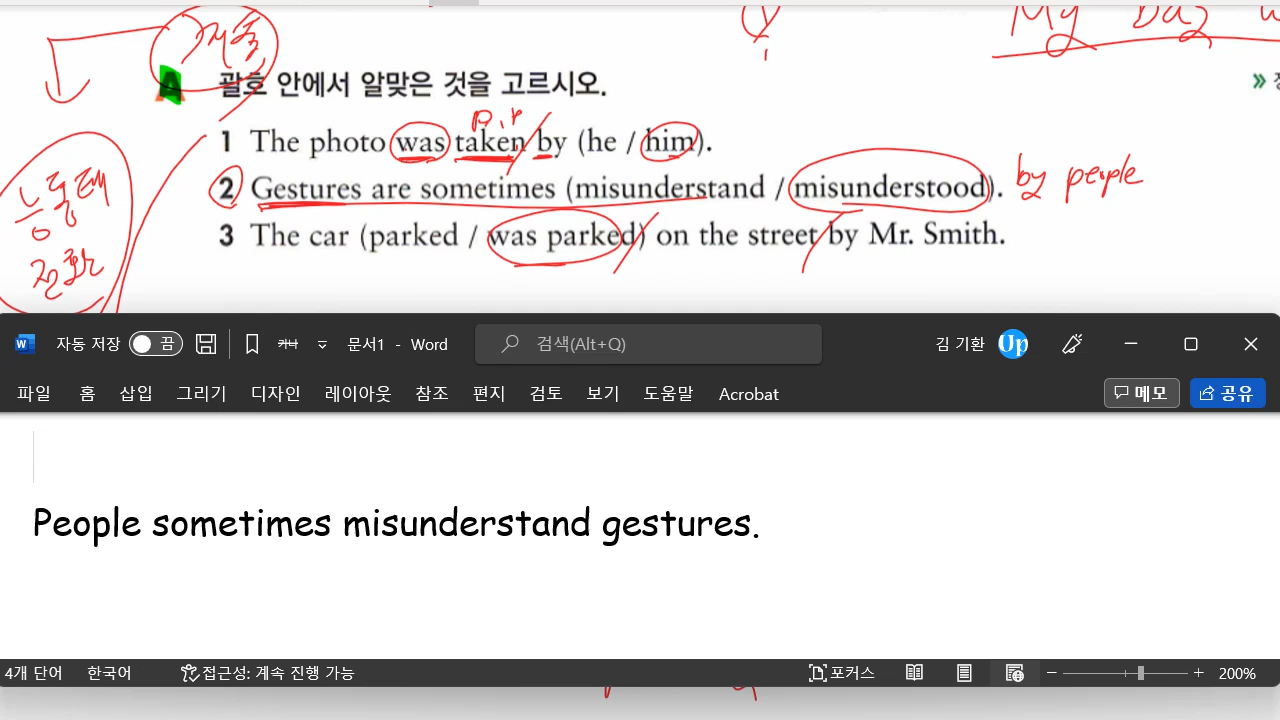 My
기출
A 괄호 안에서 알맞은 것을 고르시오.
P.P
1 The photo was taken by (he / him).
2 Gestures are sometimes (misunderstand / misunderstood). by people
3 The car (parked / was parked) on the street by Mr. Smith.
능동태
전환
자동 저장 끔 문서1 - Word 검색(Alt+Q) 김 기환 Up
파일 홈 삽입 그리기 디자인 레이아웃 참조 편지 검토 보기 도움말 Acrobat 메모 공유
People sometimes misunderstand gestures.
4개 단어 한국어 접근성: 계속 진행 가능 포커스 200%